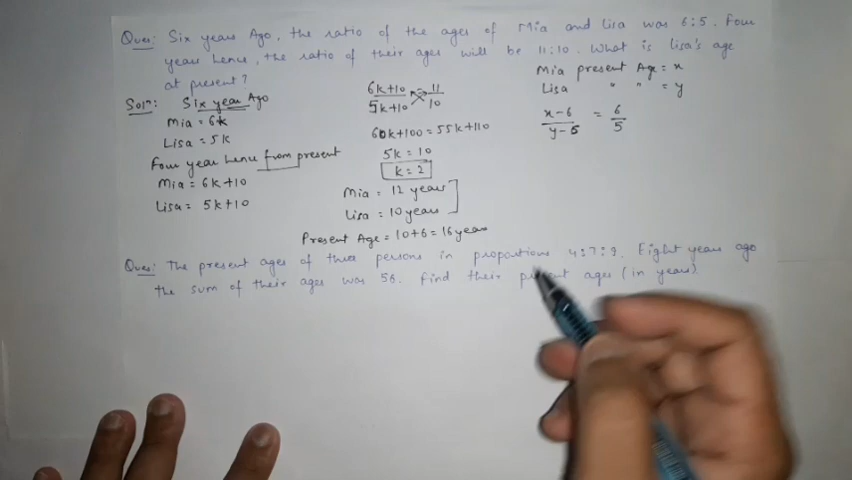 Ques: Six years Ago, the ratio of the ages of Mia and Lisa was 6:5. Four
years hence, the ratio of their ages will be 11:10. What is lisa's age
at present?
Soln: Six year Ago
Mia = 6k
Lisa = 5k
Four year hence from present
Mia = 6k+10
Lisa = 5k+10
6k+10 = 11
5k+10 10
60k+100 = 55k+110
5k = 10
k = 2
Mia = 12 years
Lisa = 10 years
Present Age = 10+6 = 16 years
Mia present Age = x
Lisa " " = y
x-6 = 6
y-6 5
Ques: The present ages of three persons in proportions 4:7:9. Eight years ago
the sum of their ages was 56. Find their present ages (in years).